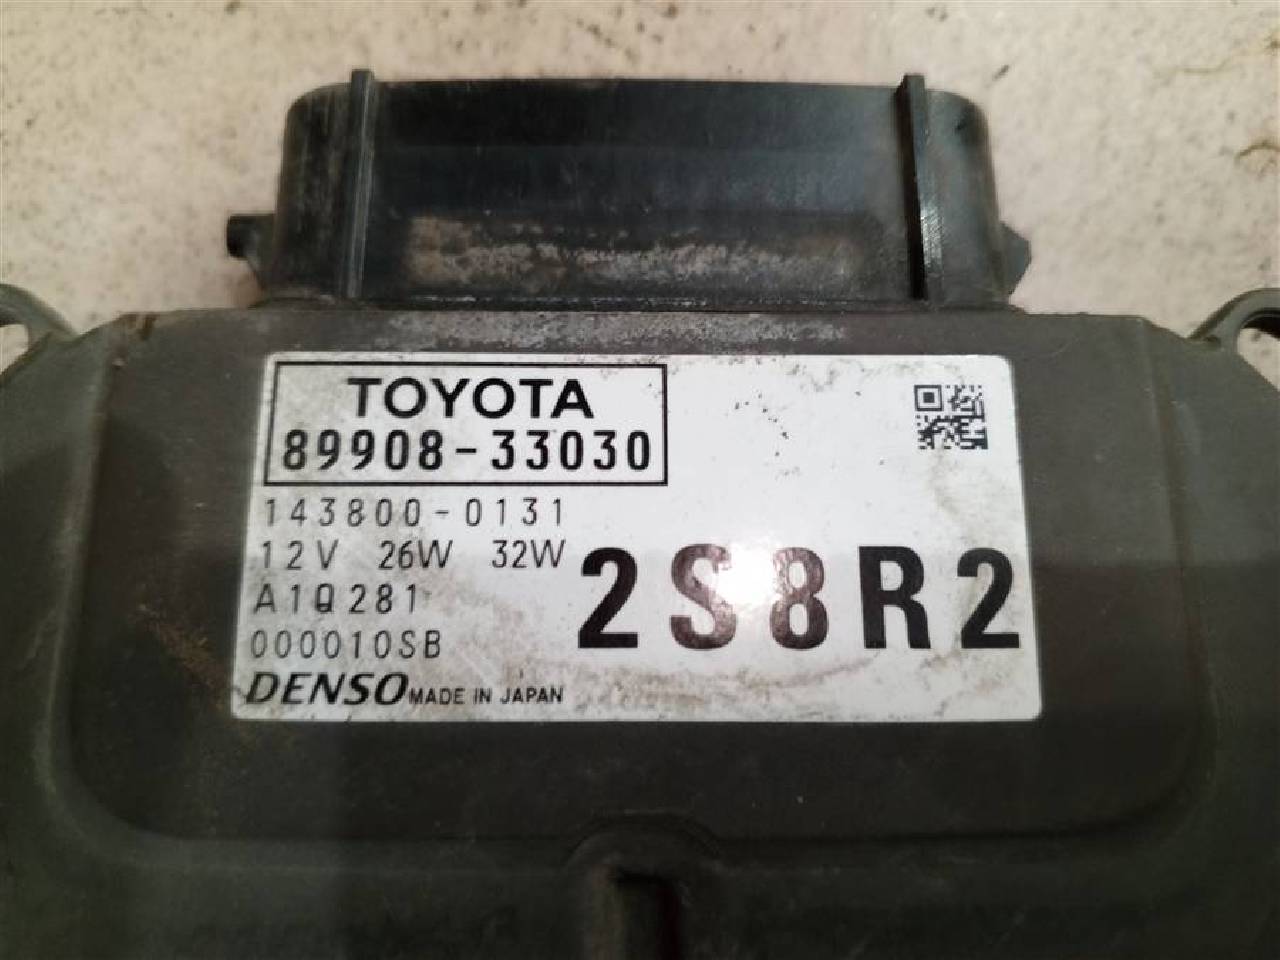 TOYOTA
89908-33030
143800-0131
12V 26W 32W
A1Q281
000010SB
2S8R2
DENSO MADE IN JAPAN